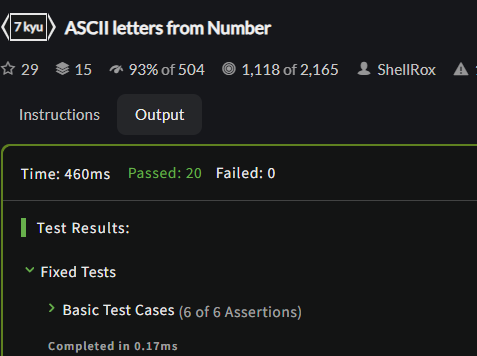 7 kyu ASCII letters from Number
29 15 93% of 504 1,118 of 2,165 ShellRox
Instructions Output
Time: 460ms Passed: 20 Failed: 0
Test Results:
Fixed Tests
Basic Test Cases (6 of 6 Assertions)
Completed in 0.17ms